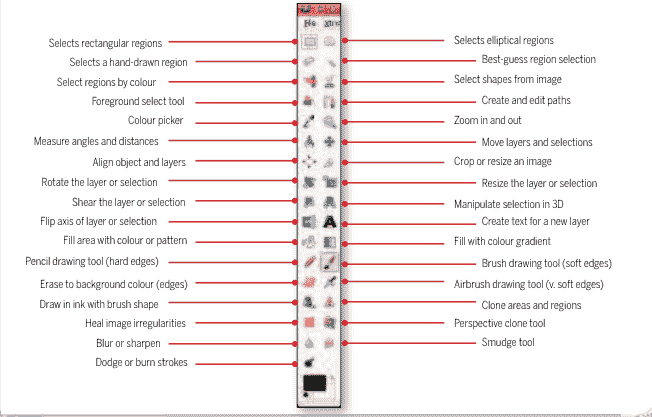 Selects rectangular regions
Selects elliptical regions
Selects a hand-drawn region
Best-guess region selection
Select regions by colour
Select shapes from image
Foreground select tool
Create and edit paths
Colour picker
Zoom in and out
Measure angles and distances
Move layers and selections
Align object and layers
Crop or resize an image
Rotate the layer or selection
Resize the layer or selection
Shear the layer or selection
Manipulate selection in 3D
Flip axis of layer or selection
Create text for a new layer
Fill area with colour or pattern
Fill with colour gradient
Pencil drawing tool (hard edges)
Brush drawing tool (soft edges)
Erase to background colour (edges)
Airbrush drawing tool (v. soft edges)
Draw in ink with brush shape
Clone areas and regions
Heal image irregularities
Perspective clone tool
Blur or sharpen
Smudge tool
Dodge or burn strokes